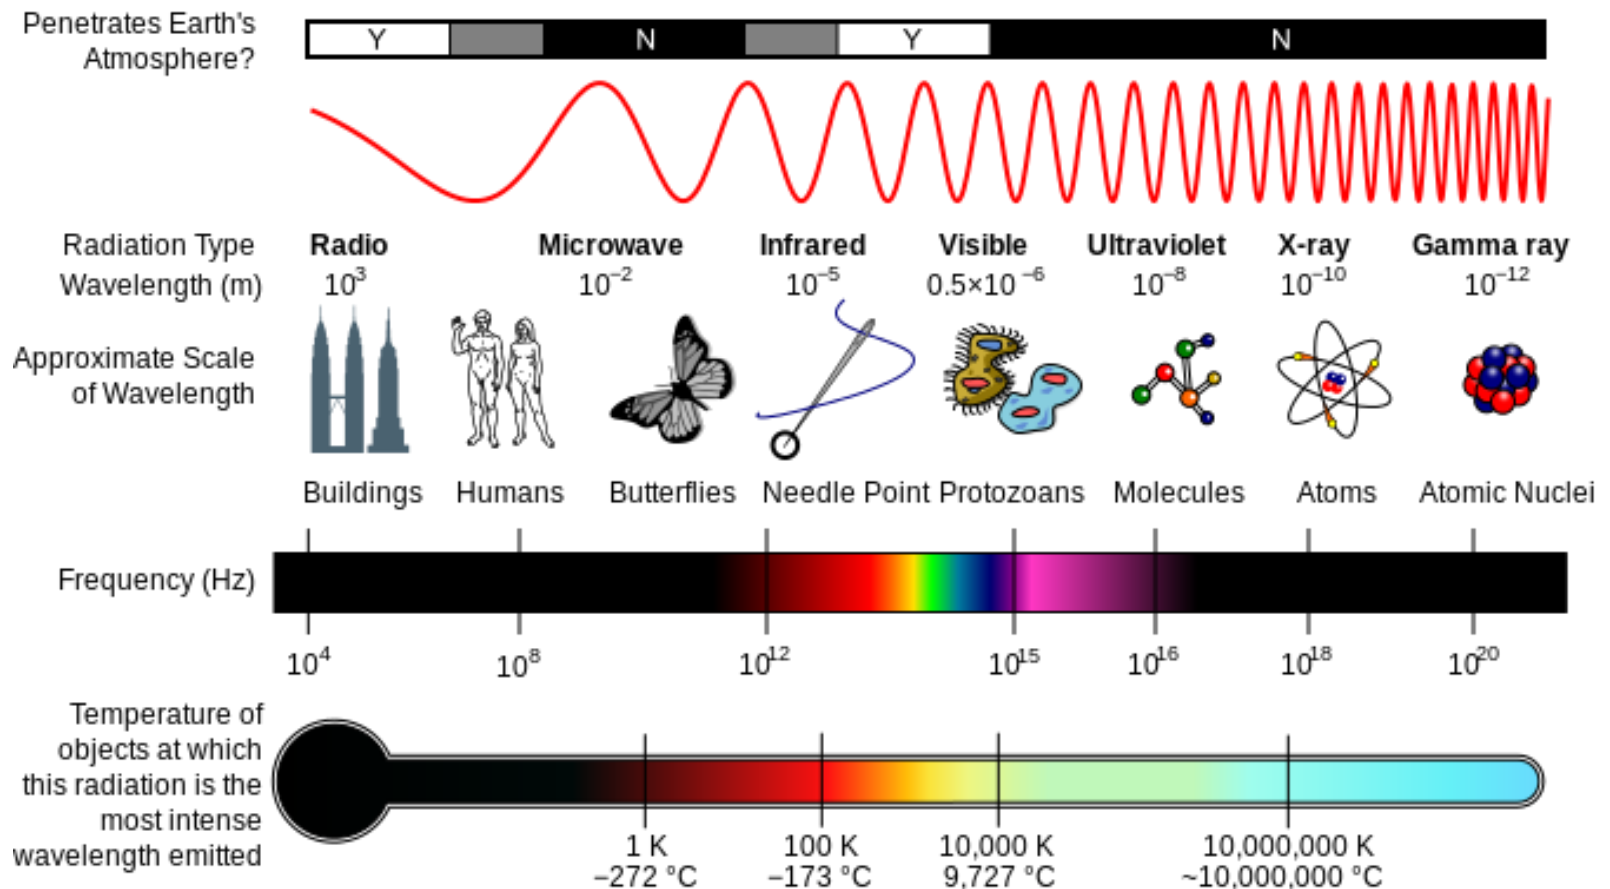 Penetrates Earth's
Atmosphere?
Y N Y N
Radiation Type
Radio Microwave Infrared Visible Ultraviolet X-ray Gamma ray
Wavelength (m)
10³ 10⁻² 10⁻⁵ 0.5×10⁻⁶ 10⁻⁸ 10⁻¹⁰ 10⁻¹²
Approximate Scale
of Wavelength
Buildings Humans Butterflies Needle Point Protozoans Molecules Atoms Atomic Nuclei
Frequency (Hz)
10⁴ 10⁸ 10¹² 10¹⁵ 10¹⁶ 10¹⁸ 10²⁰
Temperature of
objects at which
this radiation is the
most intense
wavelength emitted
1 K 100 K 10,000 K 10,000,000 K
−272 °C −173 °C 9,727 °C ~10,000,000 °C